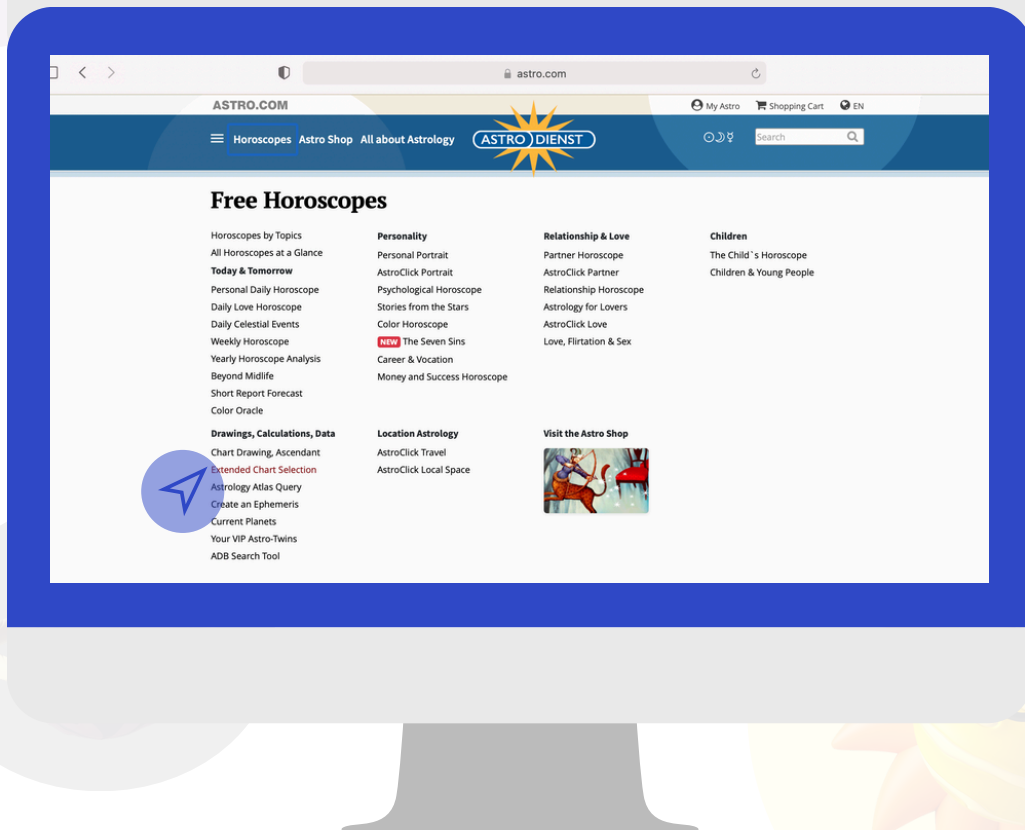 astro.com
ASTRO.COM
My Astro Shopping Cart EN
Horoscopes Astro Shop All about Astrology ASTRO DIENST Search
Free Horoscopes
Horoscopes by Topics
All Horoscopes at a Glance
Today & Tomorrow
Personal Daily Horoscope
Daily Love Horoscope
Daily Celestial Events
Weekly Horoscope
Yearly Horoscope Analysis
Beyond Midlife
Short Report Forecast
Color Oracle
Personality
Personal Portrait
AstroClick Portrait
Psychological Horoscope
Stories from the Stars
Color Horoscope
NEW The Seven Sins
Career & Vocation
Money and Success Horoscope
Relationship & Love
Partner Horoscope
AstroClick Partner
Relationship Horoscope
Astrology for Lovers
AstroClick Love
Love, Flirtation & Sex
Children
The Child`s Horoscope
Children & Young People
Drawings, Calculations, Data
Chart Drawing, Ascendant
Extended Chart Selection
Astrology Atlas Query
Create an Ephemeris
Current Planets
Your VIP Astro-Twins
ADB Search Tool
Location Astrology
AstroClick Travel
AstroClick Local Space
Visit the Astro Shop